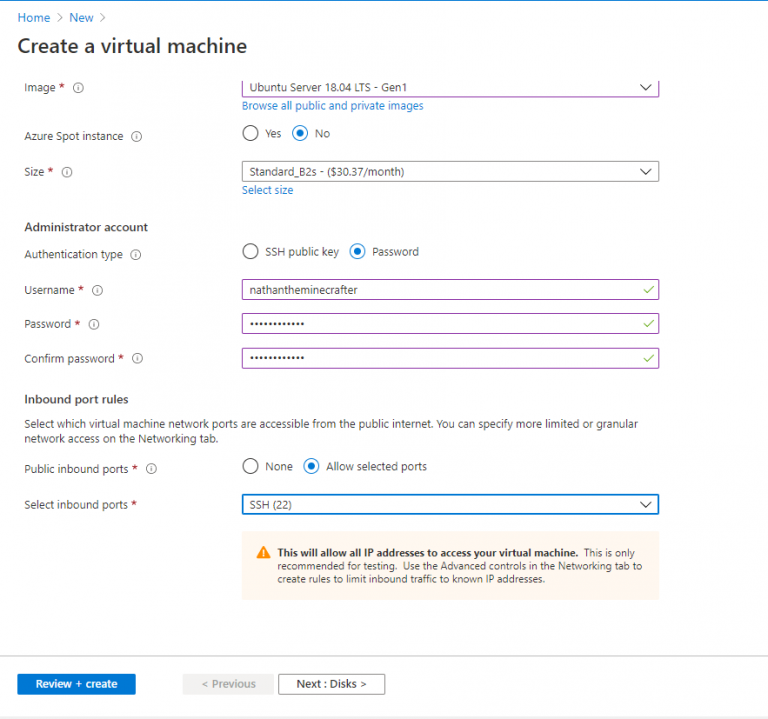 Home > New >
Create a virtual machine
Image *
Ubuntu Server 18.04 LTS - Gen1
Browse all public and private images
Azure Spot instance
Yes No
Size *
Standard_B2s - ($30.37/month)
Select size
Administrator account
Authentication type
SSH public key Password
Username *
nathantheminecrafter
Password *
••••••••••••
Confirm password *
••••••••••••
Inbound port rules
Select which virtual machine network ports are accessible from the public internet. You can specify more limited or granular
network access on the Networking tab.
Public inbound ports *
None Allow selected ports
Select inbound ports *
SSH (22)
This will allow all IP addresses to access your virtual machine. This is only
recommended for testing. Use the Advanced controls in the Networking tab to
create rules to limit inbound traffic to known IP addresses.
Review + create
< Previous
Next : Disks >